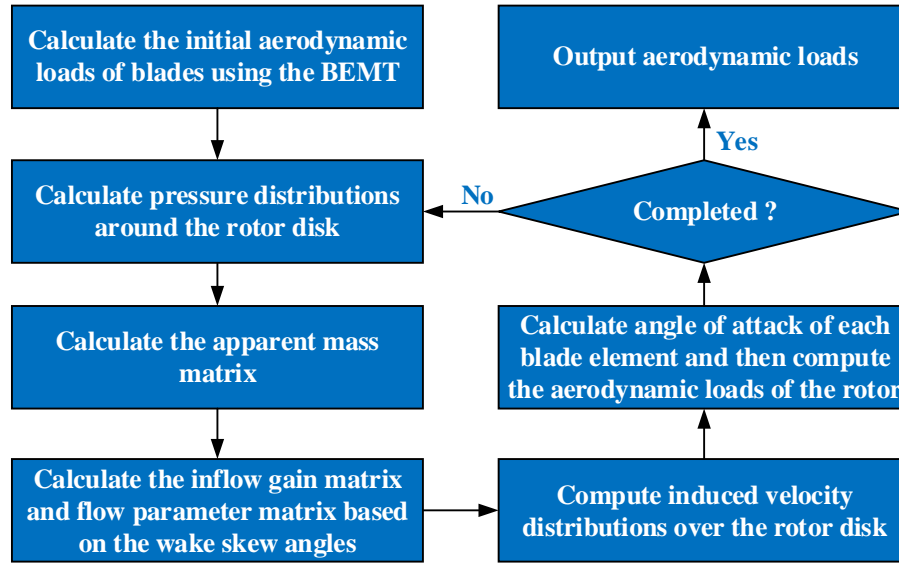 Calculate the initial aerodynamic
loads of blades using the BEMT
Calculate pressure distributions
around the rotor disk
Calculate the apparent mass
matrix
Calculate the inflow gain matrix
and flow parameter matrix based
on the wake skew angles
Compute induced velocity
distributions over the rotor disk
Calculate angle of attack of each
blade element and then compute
the aerodynamic loads of the rotor
Completed ?
No
Yes
Output aerodynamic loads